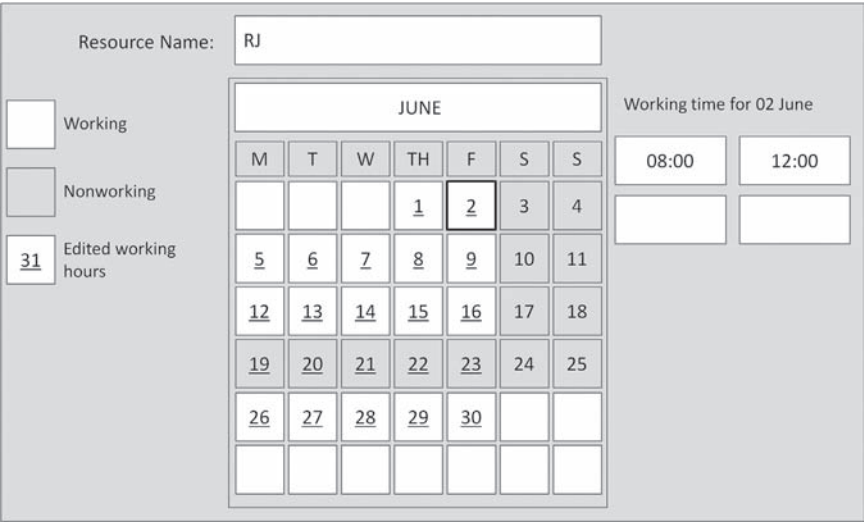 Resource Name: RJ
Working
Nonworking
31 Edited working
hours
JUNE
M T W TH F S S
1 2 3 4
5 6 7 8 9 10 11
12 13 14 15 16 17 18
19 20 21 22 23 24 25
26 27 28 29 30
Working time for 02 June
08:00 12:00